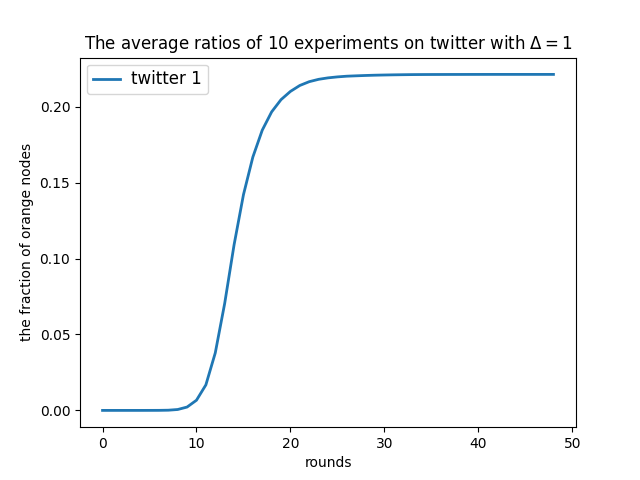 The average ratios of 10 experiments on twitter with Δ = 1
twitter 1
the fraction of orange nodes
0.20
0.15
0.10
0.05
0.00
0 10 20 30 40 50
rounds